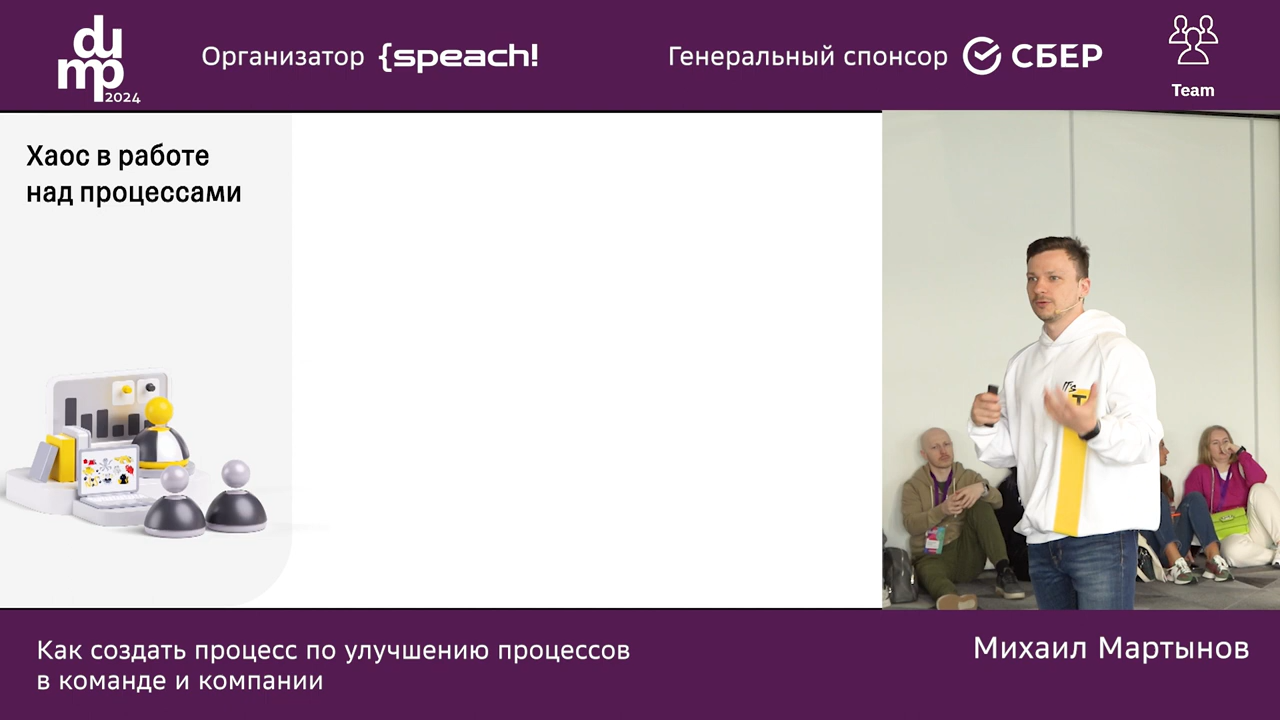 dump
2024
Организатор {speach!
Генеральный спонсор СБЕР
Team
Хаос в работе
над процессами
IT'S
T
Как создать процесс по улучшению процессов
в команде и компании
Михаил Мартынов